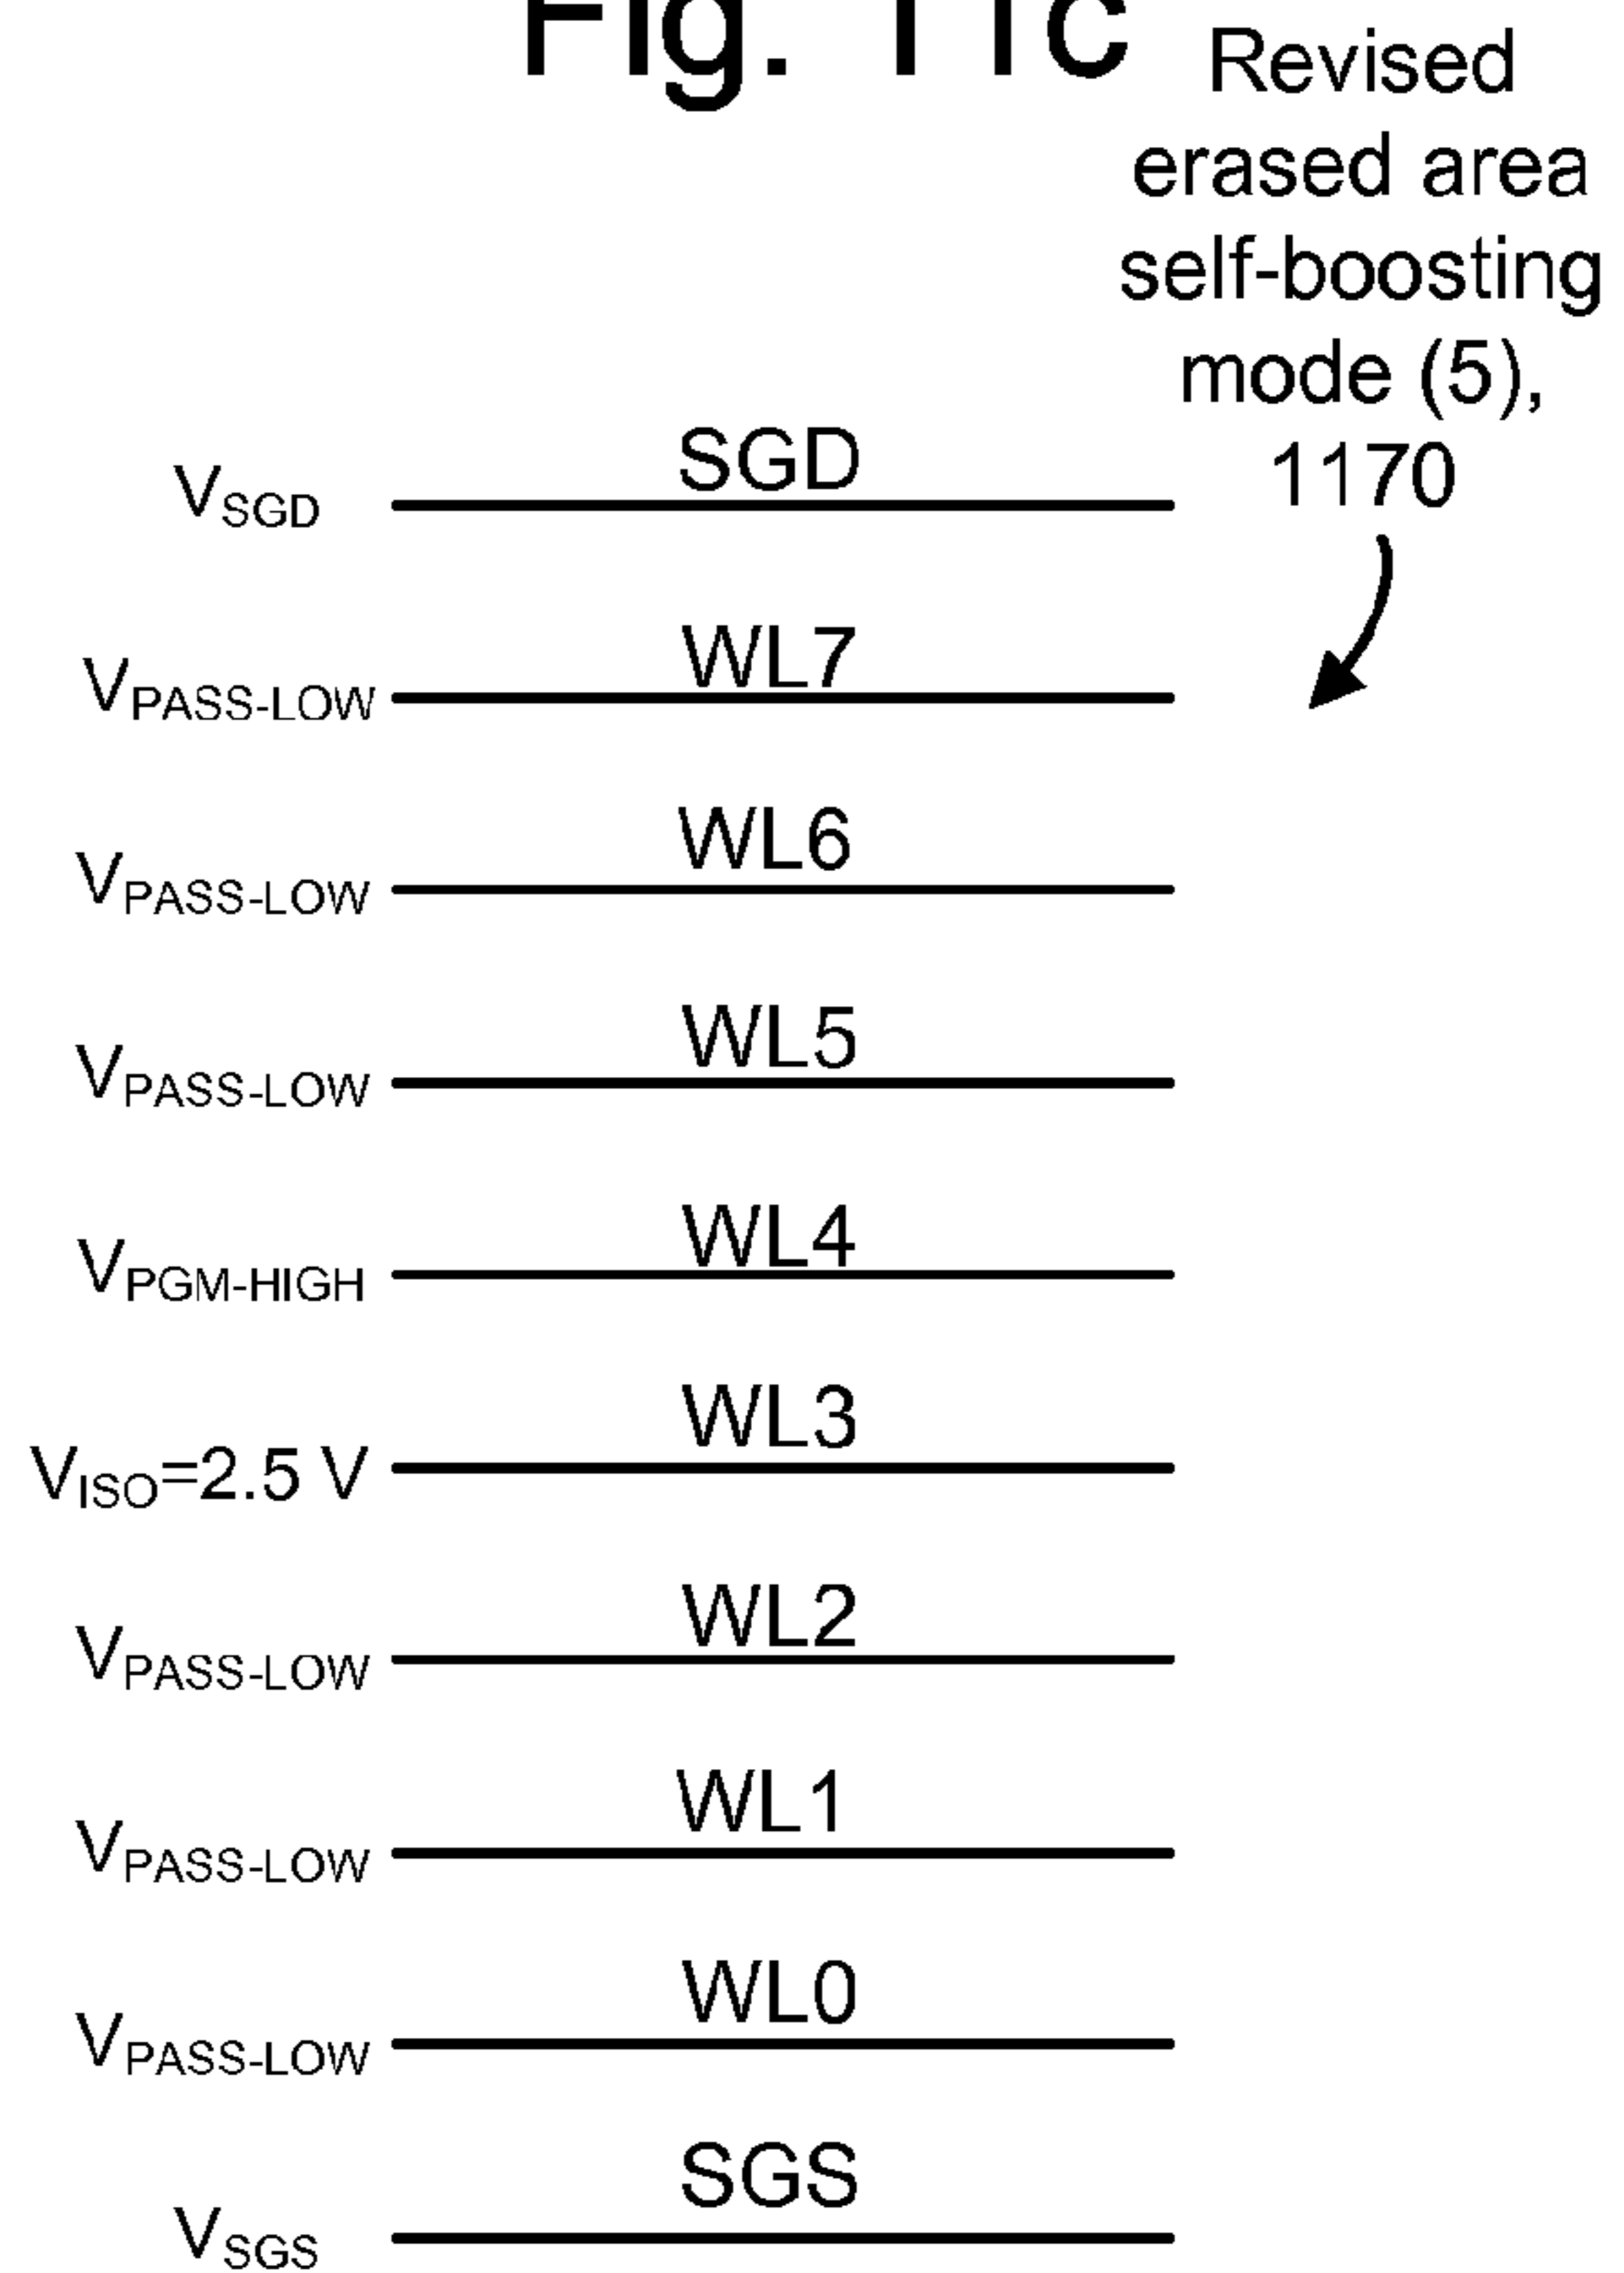 Fig. 11c
Revised
erased area
self-boosting
mode (5),
1170
SGD
VSGD
WL7
VPASS-LOW
WL6
VPASS-LOW
WL5
VPASS-LOW
WL4
VPGM-HIGH
WL3
VISO=2.5 V
WL2
VPASS-LOW
WL1
VPASS-LOW
WL0
VPASS-LOW
SGS
VSGS